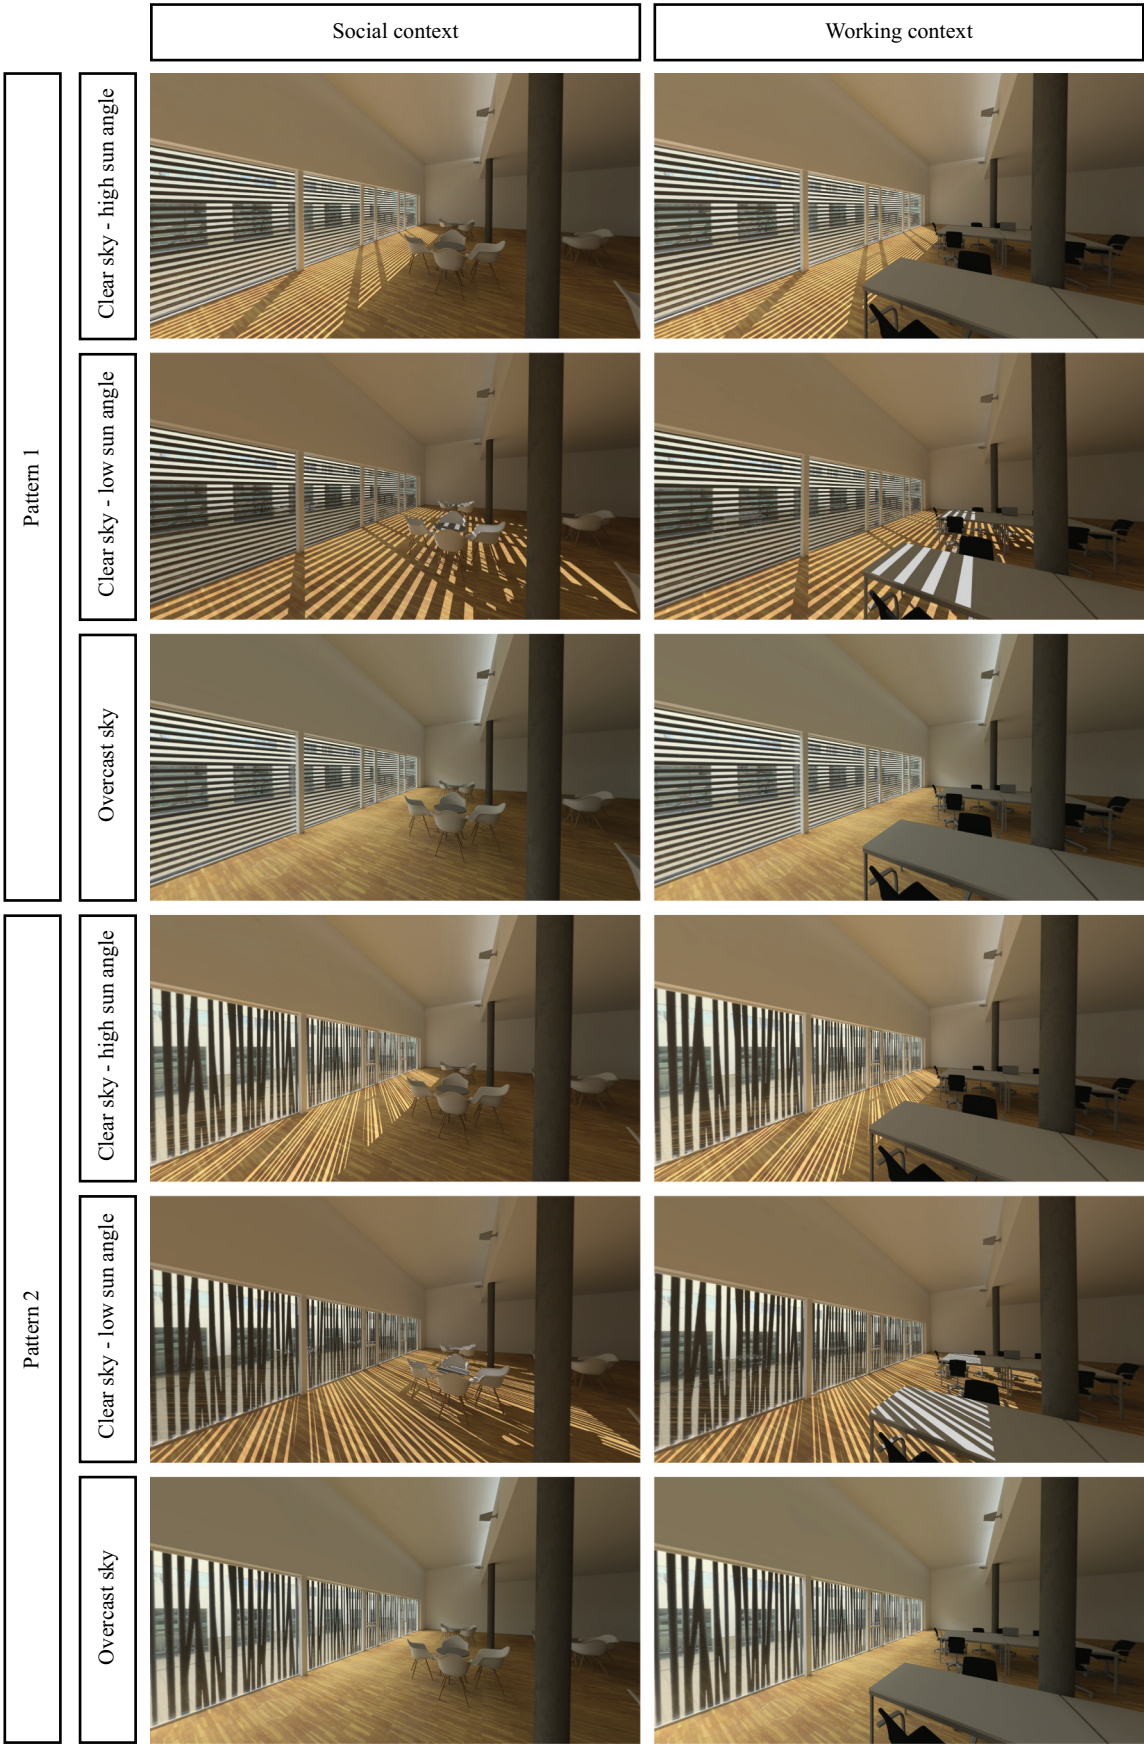 Social context
Working context
Pattern 1
Clear sky - high sun angle
Clear sky - low sun angle
Overcast sky
Pattern 2
Clear sky - high sun angle
Clear sky - low sun angle
Overcast sky